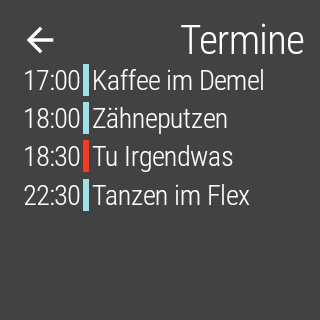 Termine
17:00 Kaffee im Demel
18:00 Zähneputzen
18:30 Tu Irgendwas
22:30 Tanzen im Flex